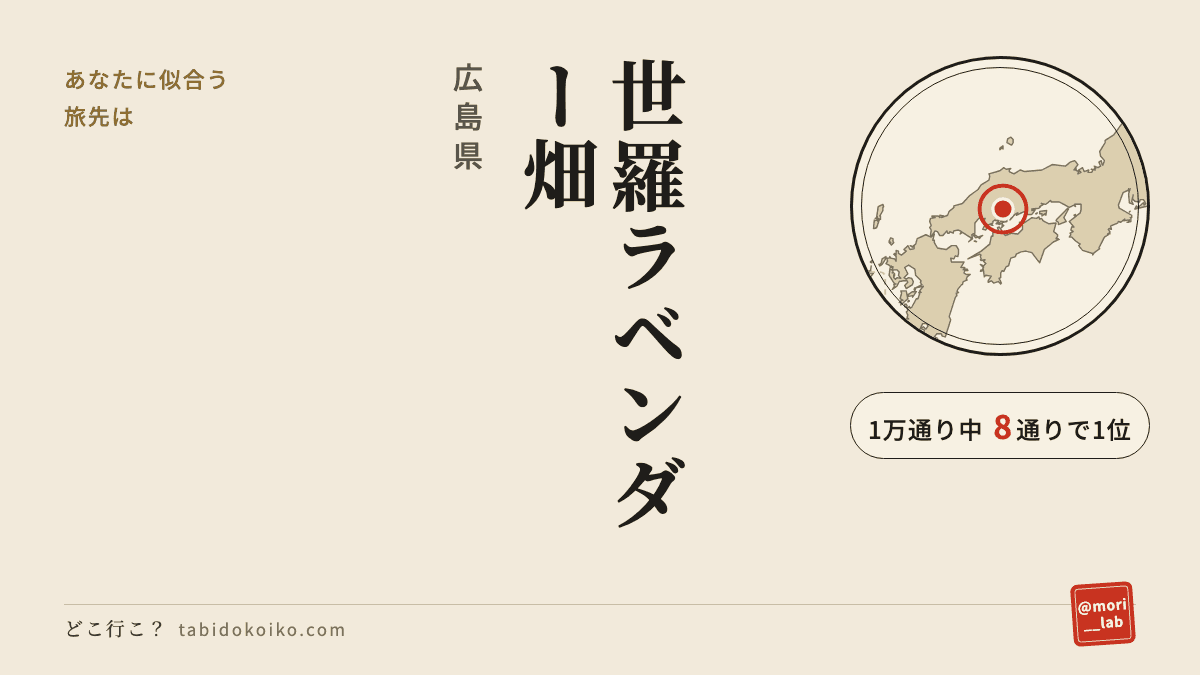 あなたに似合う
旅先は
世羅ラベンダ
ー畑
広島県
1万通り中 8通りで1位
どこ行こ? tabidokoiko.com
@mori
__lab